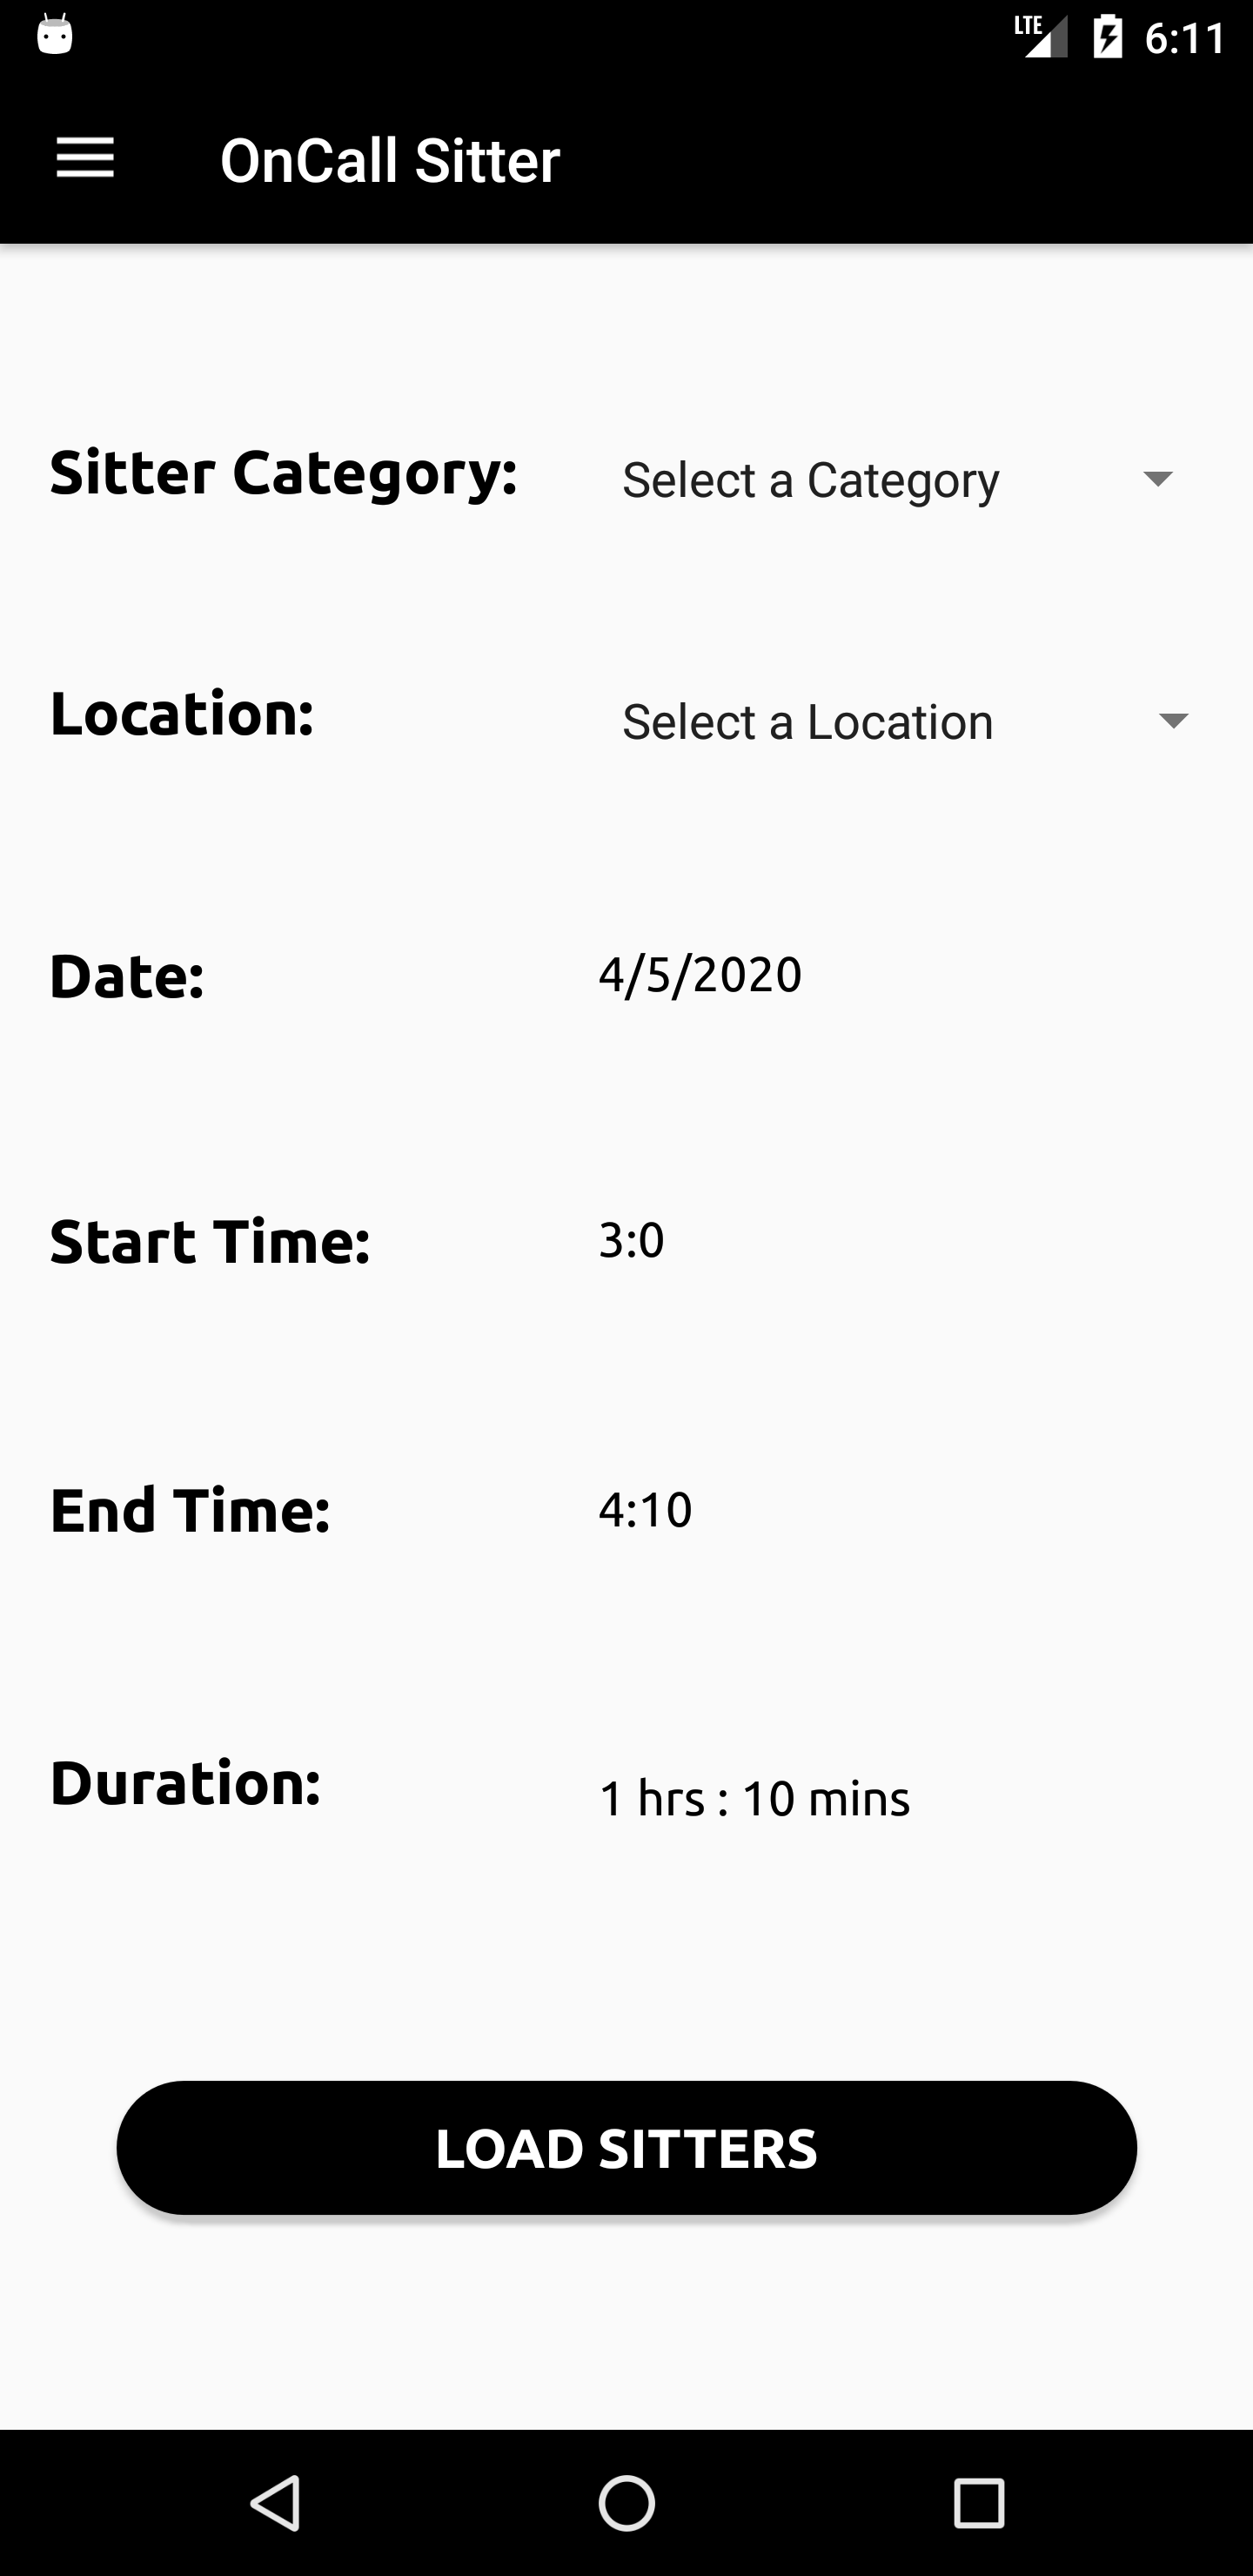 LTE 6:11
OnCall Sitter
Sitter Category: Select a Category
Location: Select a Location
Date: 4/5/2020
Start Time: 3:0
End Time: 4:10
Duration: 1 hrs : 10 mins
LOAD SITTERS